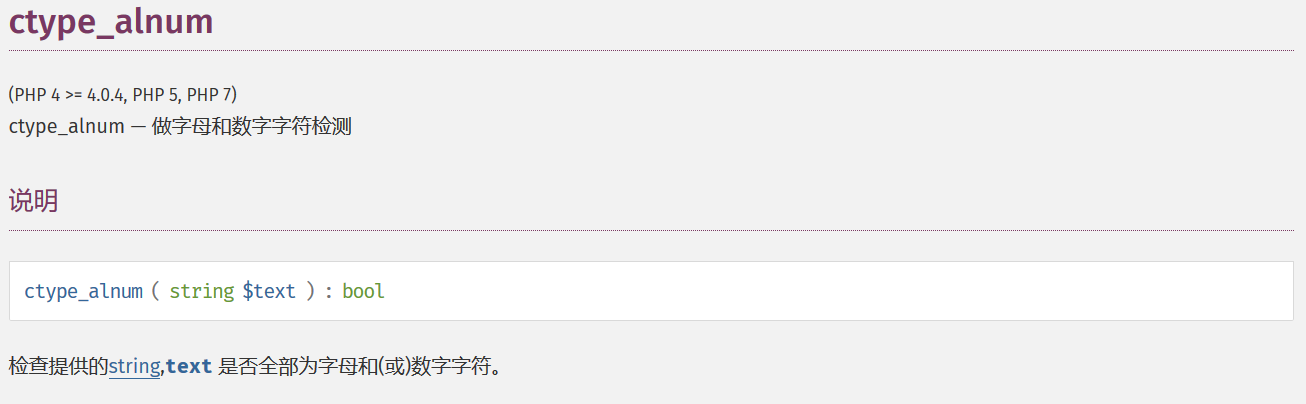 ctype_alnum
(PHP 4 >= 4.0.4, PHP 5, PHP 7)
ctype_alnum — 做字母和数字字符检测
说明
ctype_alnum ( string $text ) : bool
检查提供的string,text 是否全部为字母和(或)数字字符。